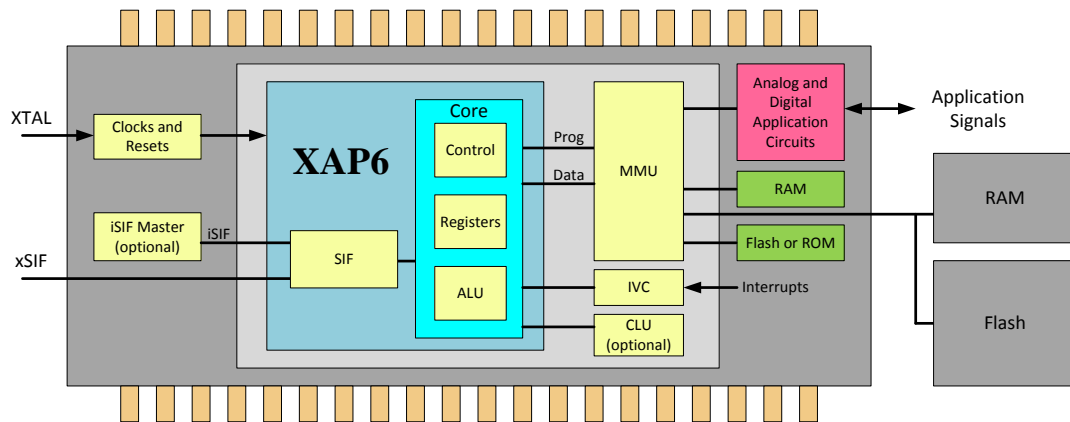 XTAL
Clocks and
Resets
iSIF Master
(optional)
iSIF
xSIF
XAP6
SIF
Core
Control
Registers
ALU
Prog
Data
MMU
IVC
CLU
(optional)
Analog and
Digital
Application
Circuits
RAM
Flash or ROM
Interrupts
Application
Signals
RAM
Flash